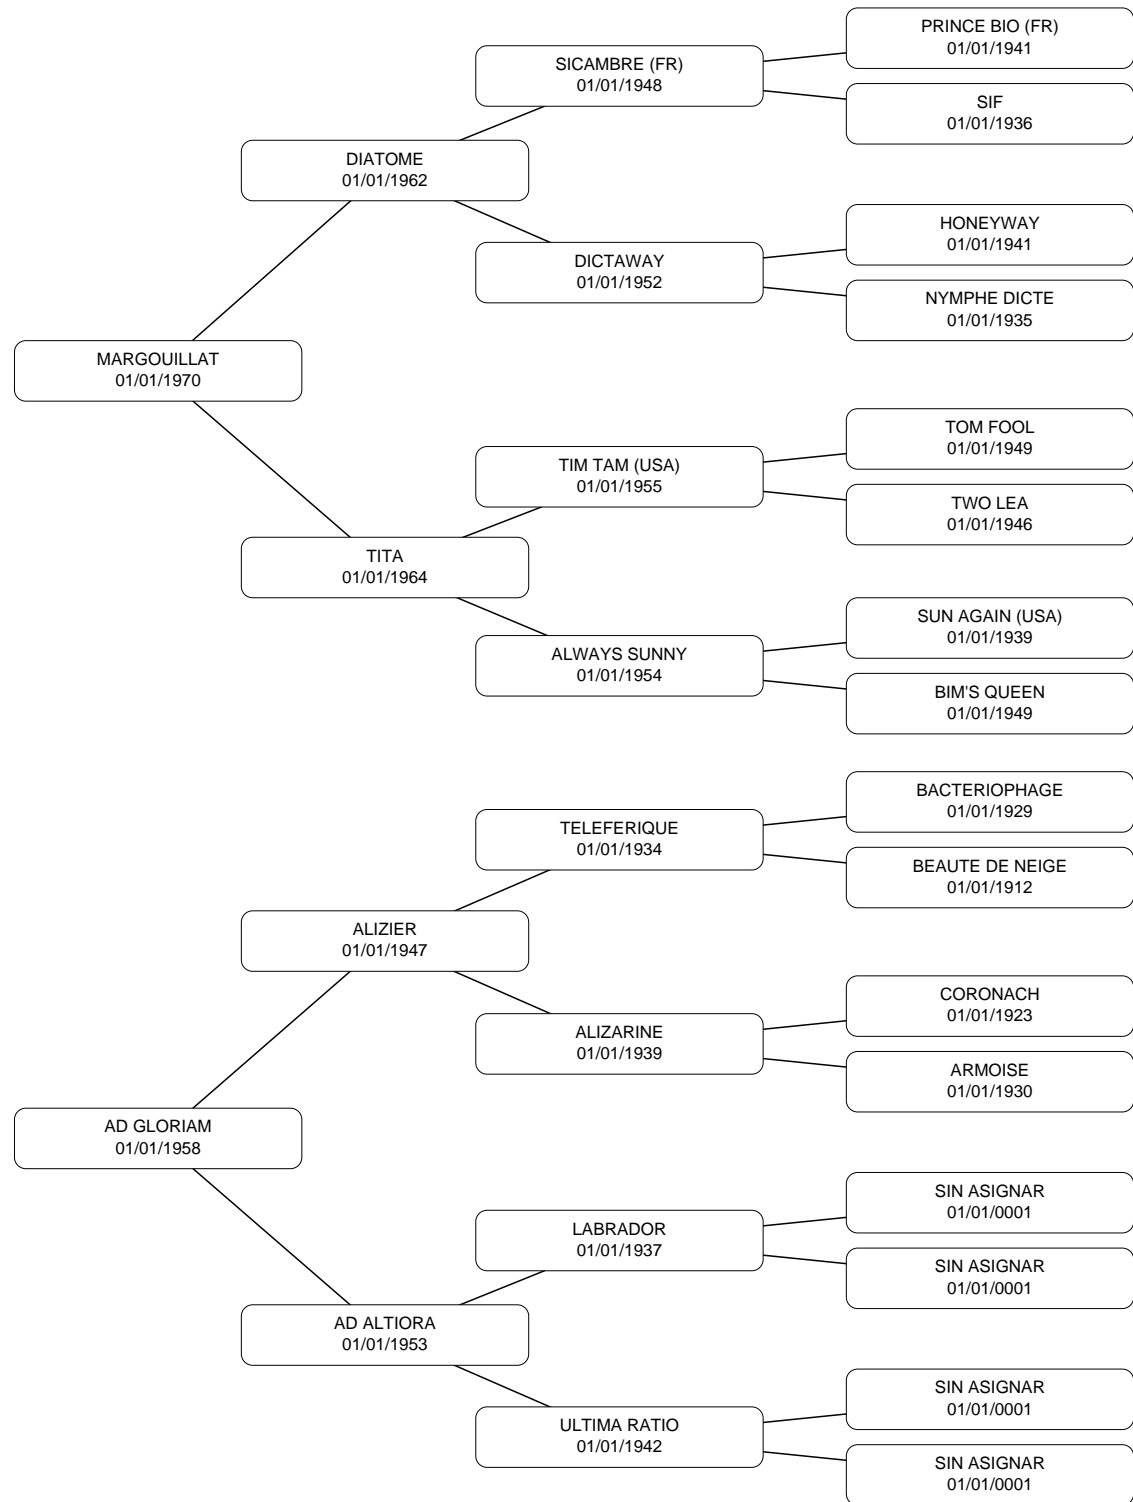 PRINCE BIO (FR)
01/01/1941
SICAMBRE (FR)
01/01/1948
SIF
01/01/1936
DIATOME
01/01/1962
HONEYWAY
01/01/1941
DICTAWAY
01/01/1952
NYMPHE DICTE
01/01/1935
MARGOUILLAT
01/01/1970
TOM FOOL
01/01/1949
TIM TAM (USA)
01/01/1955
TWO LEA
01/01/1946
TITA
01/01/1964
SUN AGAIN (USA)
01/01/1939
ALWAYS SUNNY
01/01/1954
BIM'S QUEEN
01/01/1949
BACTERIOPHAGE
01/01/1929
TELEFERIQUE
01/01/1934
BEAUTE DE NEIGE
01/01/1912
ALIZIER
01/01/1947
CORONACH
01/01/1923
ALIZARINE
01/01/1939
ARMOISE
01/01/1930
AD GLORIAM
01/01/1958
SIN ASIGNAR
01/01/0001
LABRADOR
01/01/1937
SIN ASIGNAR
01/01/0001
AD ALTIORA
01/01/1953
SIN ASIGNAR
01/01/0001
ULTIMA RATIO
01/01/1942
SIN ASIGNAR
01/01/0001